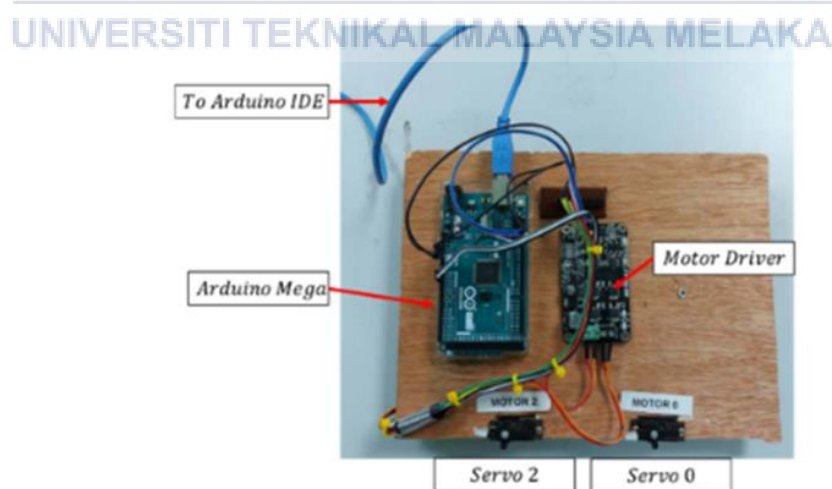 UNIVERSITI TEKNIKAL MALAYSIA MELAKA
To Arduino IDE
Motor Driver
Arduino Mega
MOTOR 2
MOTOR 0
Servo 2
Servo 0